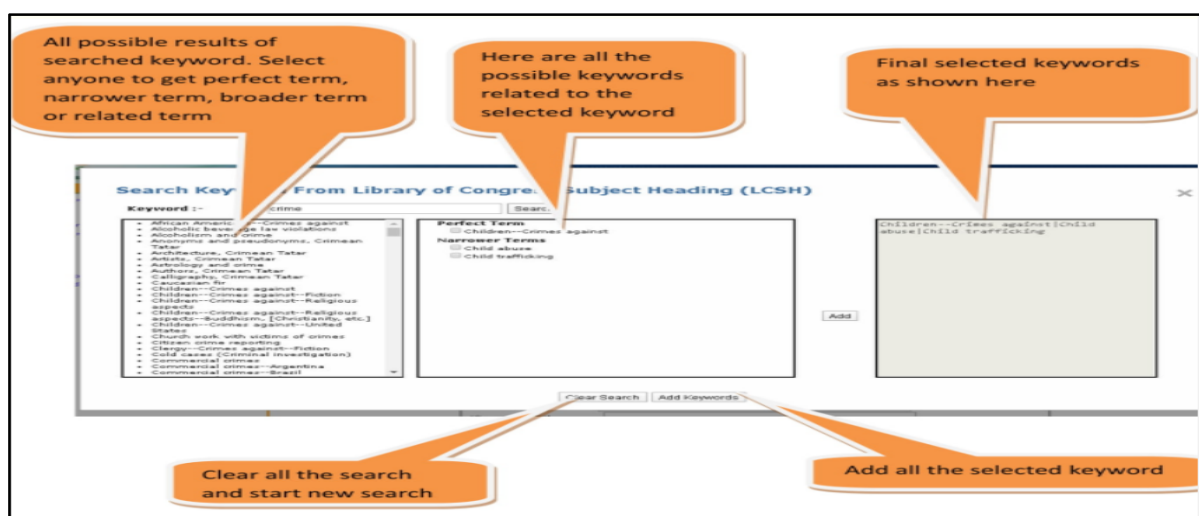 All possible results of
searched keyword. Select
anyone to get perfect term,
narrower term, broader term
or related term
Here are all the
possible keywords
related to the
selected keyword
Final selected keywords
as shown here
Search Key From Library of Congre Subject Heading (LCSH)
Keyword :- crime Searc
African Americ --Crimes against
Alcoholic beverage law violations
Alcoholism and crime
Anonyms and pseudonyms, Crimean
Tatar
Architecture, Crimean Tatar
Artists, Crimean Tatar
Astrology and crime
Authors, Crimean Tatar
Calligraphy, Crimean Tatar
Caucasian fir
Children--Crimes against
Children--Crimes against--Fiction
Children--Crimes against--Religious
aspects
Children--Crimes against--Religious
aspects--Buddhism, [Christianity, etc.]
Children--Crimes against--United
States
Church work with victims of crimes
Citizen crime reporting
Clergy--Crimes against--Fiction
Cold cases (Criminal investigation)
Commercial crimes
Commercial crimes--Argentina
Commercial crimes--Brazil
Perfect Term
Children--Crimes against
Narrower Terms
Child abuse
Child trafficking
Add
Children--Crimes against|Child
abuse|Child trafficking
Clear Search Add Keywords
Clear all the search
and start new search
Add all the selected keyword